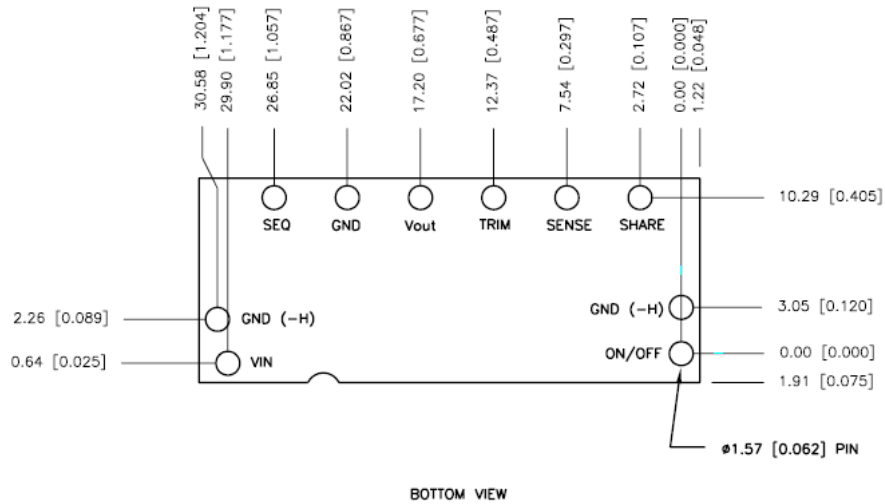 30.58 [1.204]
29.90 [1.177]
26.85 [1.057]
22.02 [0.867]
17.20 [0.677]
12.37 [0.487]
7.54 [0.297]
2.72 [0.107]
0.00 [0.000]
1.22 [0.048]
10.29 [0.405]
SEQ
GND
Vout
TRIM
SENSE
SHARE
2.26 [0.089]
GND (-H)
GND (-H)
3.05 [0.120]
0.64 [0.025]
VIN
ON/OFF
0.00 [0.000]
1.91 [0.075]
ø1.57 [0.062] PIN
BOTTOM VIEW